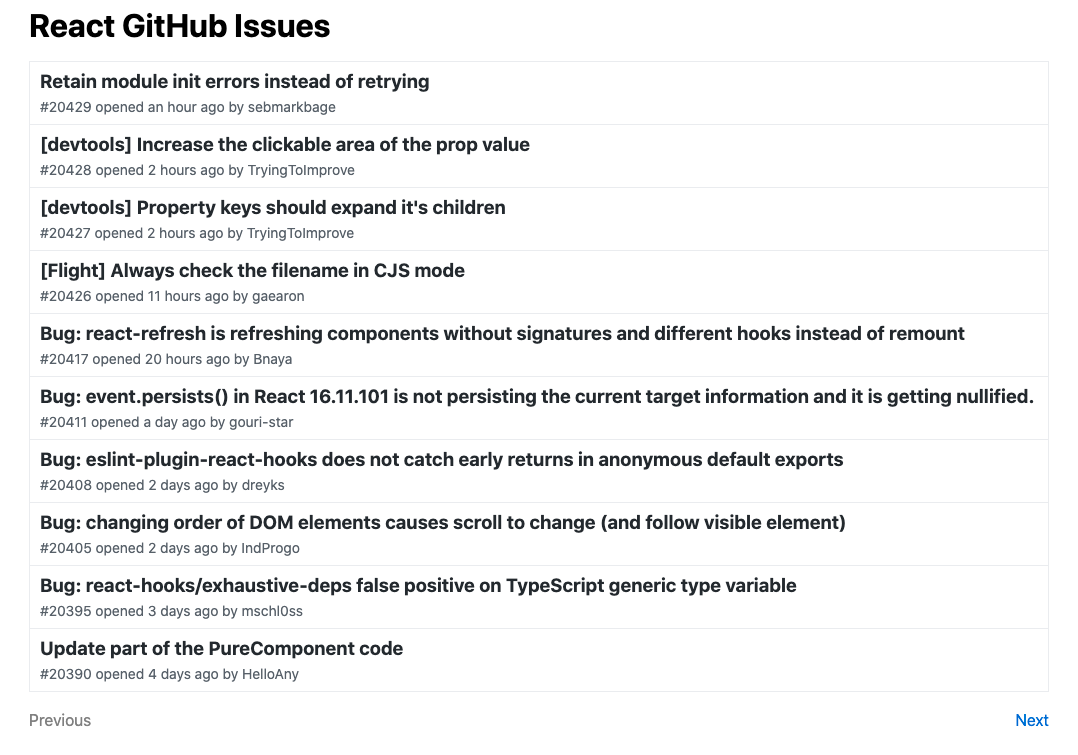 React GitHub Issues
Retain module init errors instead of retrying
#20429 opened an hour ago by sebmarkbage
[devtools] Increase the clickable area of the prop value
#20428 opened 2 hours ago by TryingToImprove
[devtools] Property keys should expand it's children
#20427 opened 2 hours ago by TryingToImprove
[Flight] Always check the filename in CJS mode
#20426 opened 11 hours ago by gaearon
Bug: react-refresh is refreshing components without signatures and different hooks instead of remount
#20417 opened 20 hours ago by Bnaya
Bug: event.persists() in React 16.11.101 is not persisting the current target information and it is getting nullified.
#20411 opened a day ago by gouri-star
Bug: eslint-plugin-react-hooks does not catch early returns in anonymous default exports
#20408 opened 2 days ago by dreyks
Bug: changing order of DOM elements causes scroll to change (and follow visible element)
#20405 opened 2 days ago by IndProgo
Bug: react-hooks/exhaustive-deps false positive on TypeScript generic type variable
#20395 opened 3 days ago by mschl0ss
Update part of the PureComponent code
#20390 opened 4 days ago by HelloAny
Previous
Next